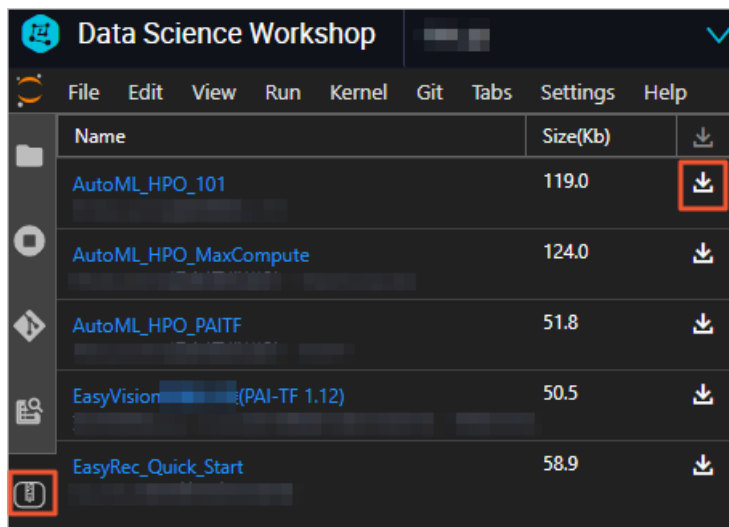 Data Science Workshop
File Edit View Run Kernel Git Tabs Settings Help
Name Size(Kb)
AutoML_HPO_101 119.0
AutoML_HPO_MaxCompute 124.0
AutoML_HPO_PAITF 51.8
EasyVision (PAI-TF 1.12) 50.5
EasyRec_Quick_Start 58.9